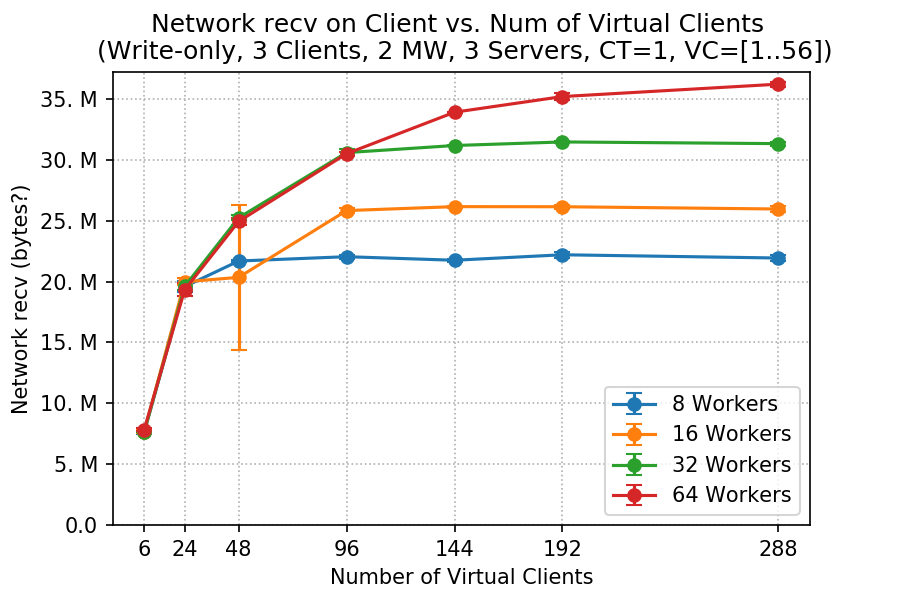 Network recv on Client vs. Num of Virtual Clients
(Write-only, 3 Clients, 2 MW, 3 Servers, CT=1, VC=[1..56])
Network recv (bytes?)
35. M
30. M
25. M
20. M
15. M
10. M
5. M
0.0
8 Workers
16 Workers
32 Workers
64 Workers
6 24 48 96 144 192 288
Number of Virtual Clients